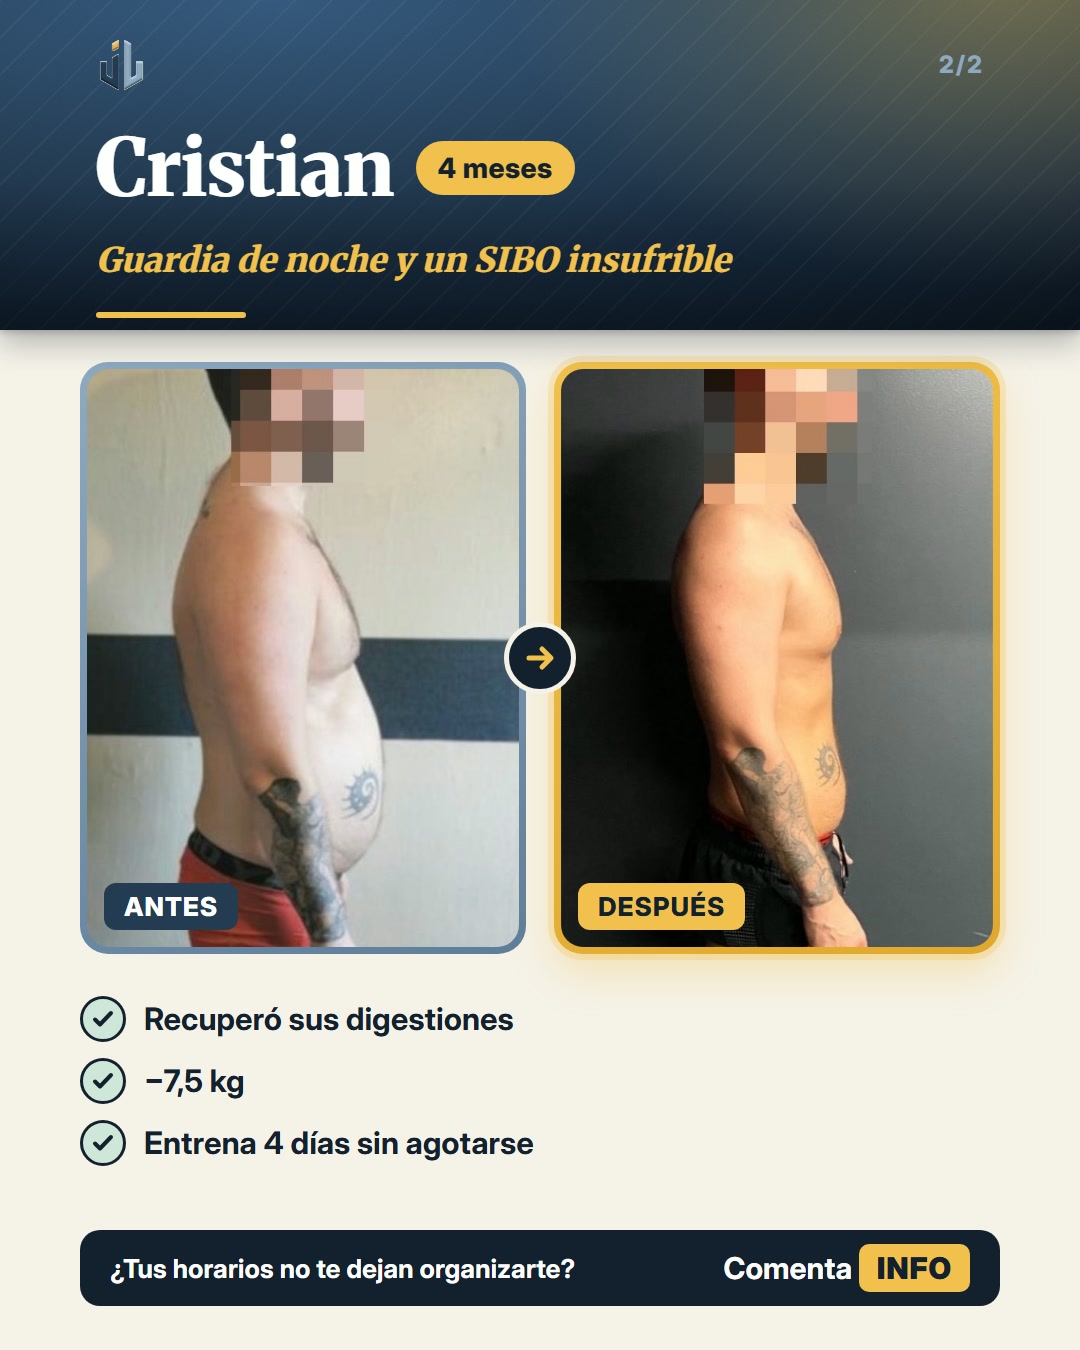 2/2
Cristian 4 meses
Guardia de noche y un SIBO insufrible
ANTES
DESPUÉS
Recuperó sus digestiones
−7,5 kg
Entrena 4 días sin agotarse
¿Tus horarios no te dejan organizarte? Comenta INFO